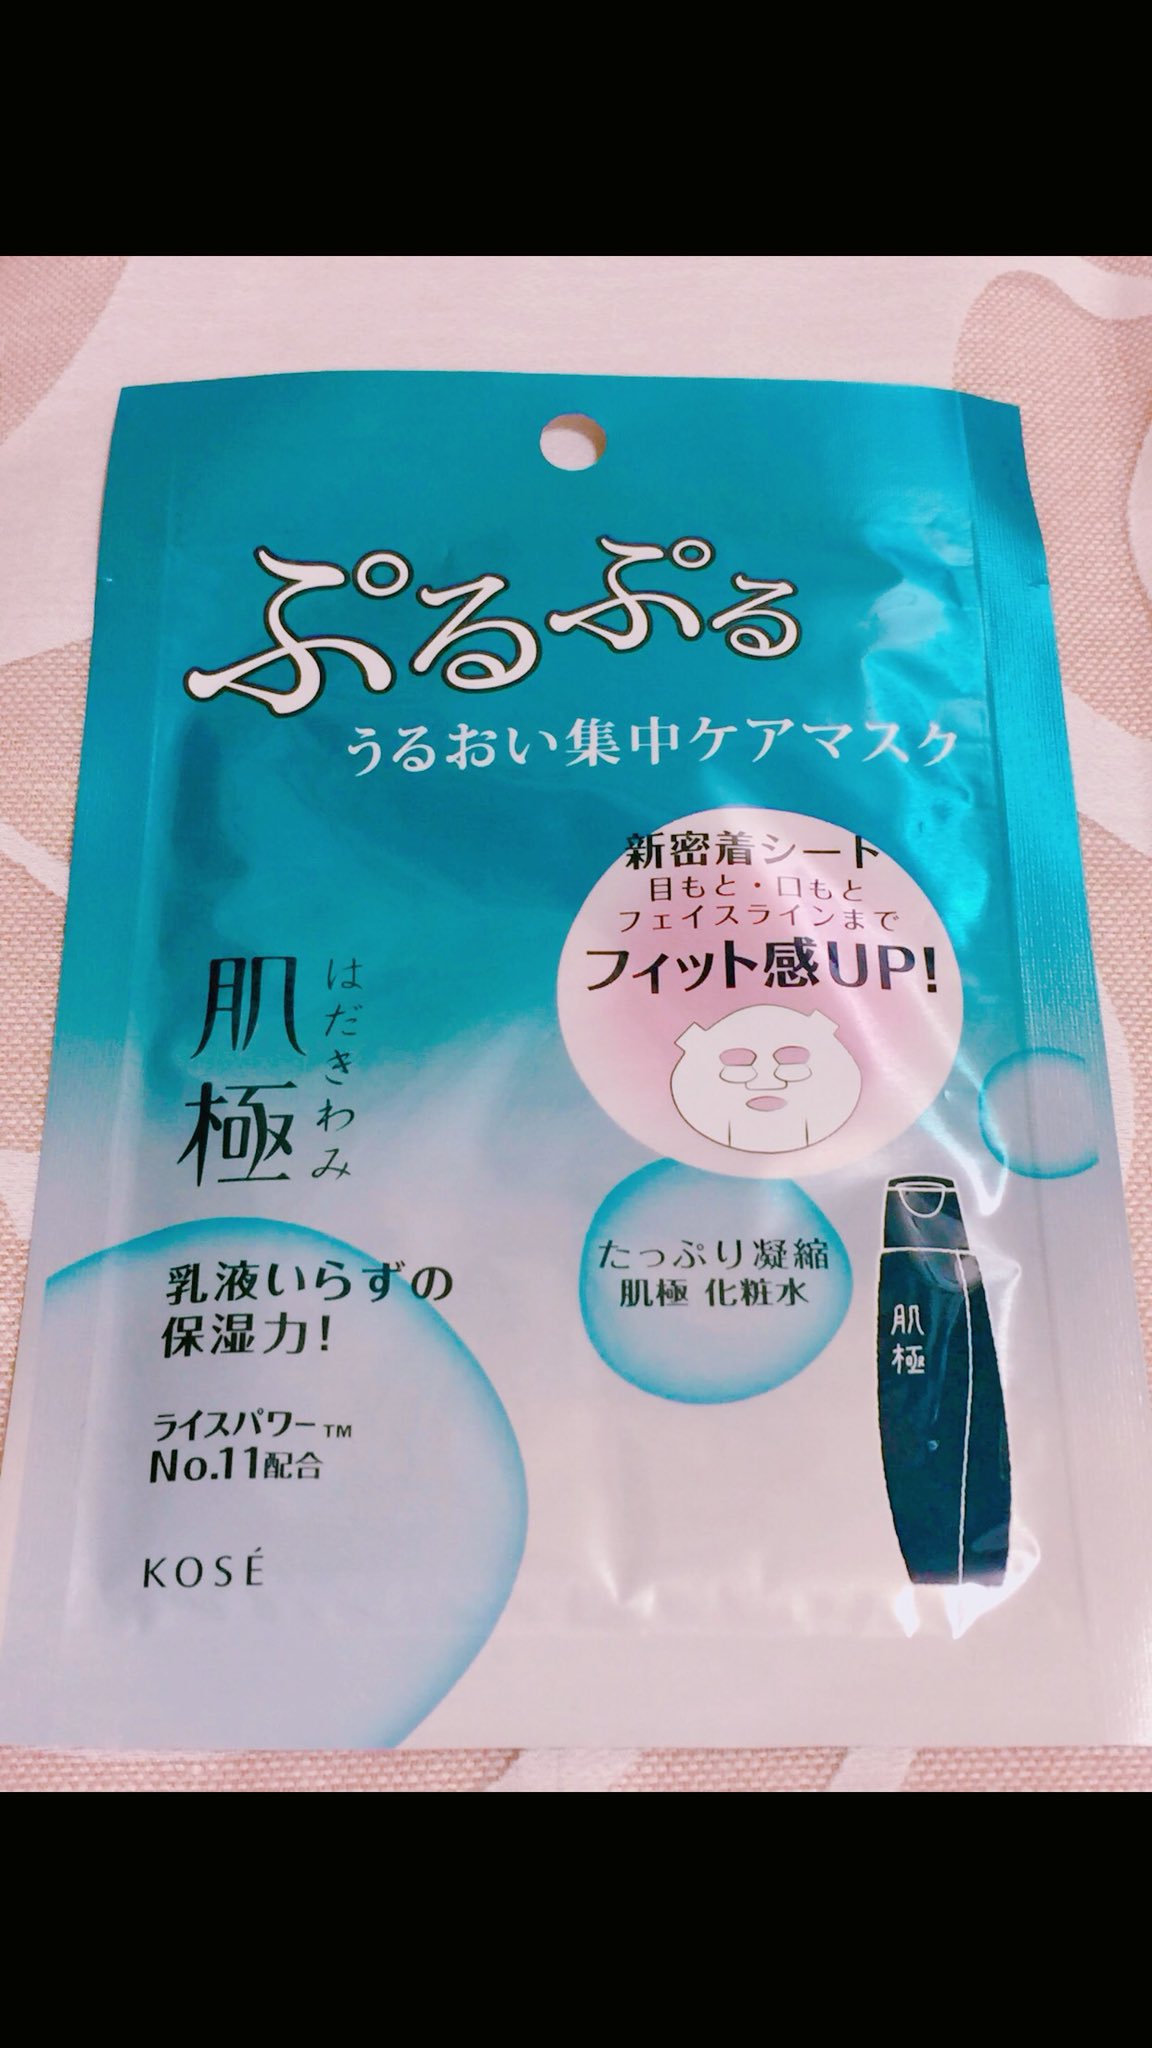 ぷるぷる
うるおい集中ケアマスク
新密着シート
目もと・口もと
フェイスラインまで
フィット感UP!
肌極
はだきわみ
たっぷり凝縮
肌極 化粧水
肌極
乳液いらずの
保湿力!
ライスパワー™
No.11配合
KOSÉ